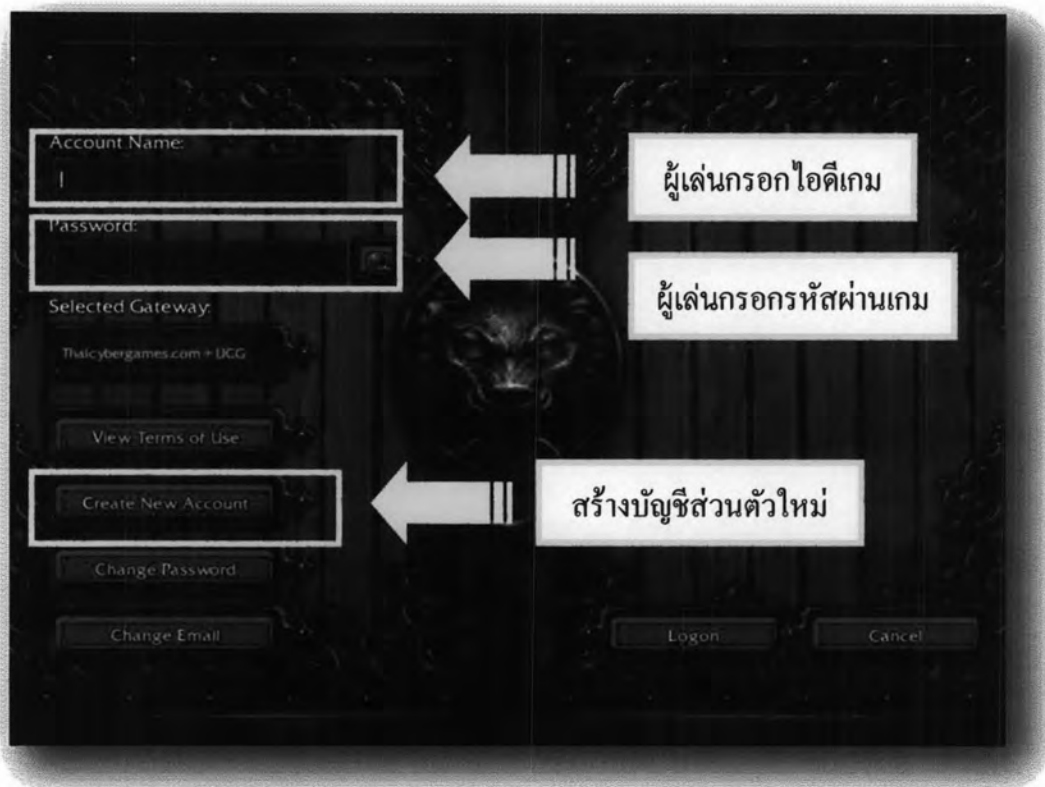 Account Name:
ผู้เล่นกรอกไอดีเกม
Password:
ผู้เล่นกรอกรหัสผ่านเกม
Selected Gateway:
Thaicybergames.com + UCG
View Terms of Use
Create New Account
สร้างบัญชีส่วนตัวใหม่
Change Password
Change Email
Logon
Cancel